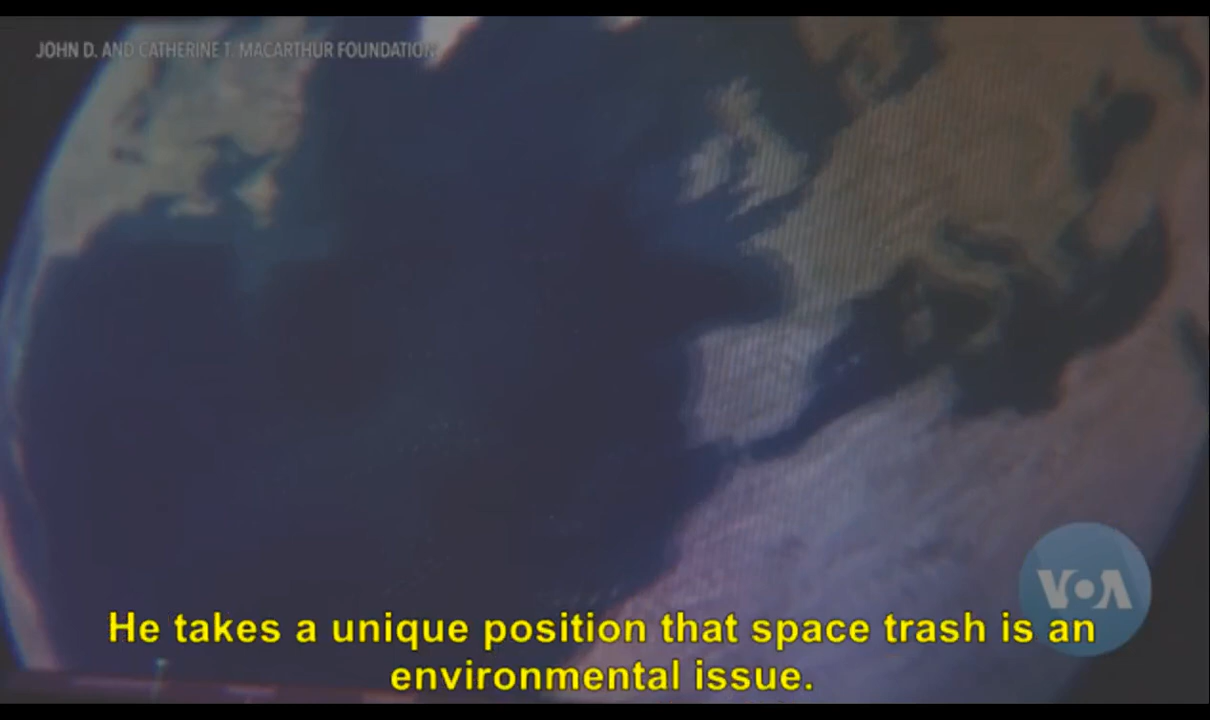 JOHN D. AND CATHERINE T. MACARTHUR FOUNDATION
VOA
He takes a unique position that space trash is an
environmental issue.